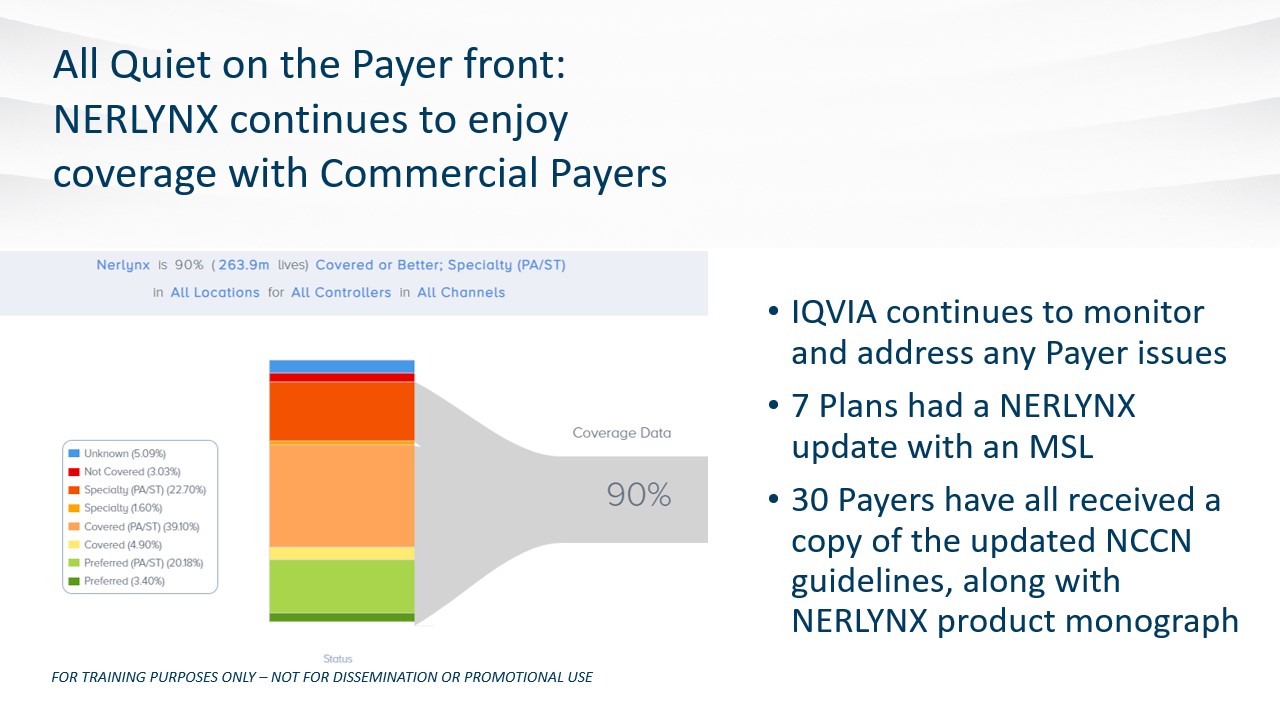 All Quiet on the Payer front:
NERLYNX continues to enjoy
coverage with Commercial Payers
Nerlynx is 90% (263.9m lives) Covered or Better; Specialty (PA/ST)
in All Locations for All Controllers in All Channels
Unknown (5.09%)
Not Covered (3.03%)
Specialty (PA/ST) (22.70%)
Specialty (1.60%)
Covered (PA/ST) (39.10%)
Covered (4.90%)
Preferred (PA/ST) (20.18%)
Preferred (3.40%)
Coverage Data
90%
Status
• IQVIA continues to monitor
and address any Payer issues
• 7 Plans had a NERLYNX
update with an MSL
• 30 Payers have all received a
copy of the updated NCCN
guidelines, along with
NERLYNX product monograph
FOR TRAINING PURPOSES ONLY – NOT FOR DISSEMINATION OR PROMOTIONAL USE